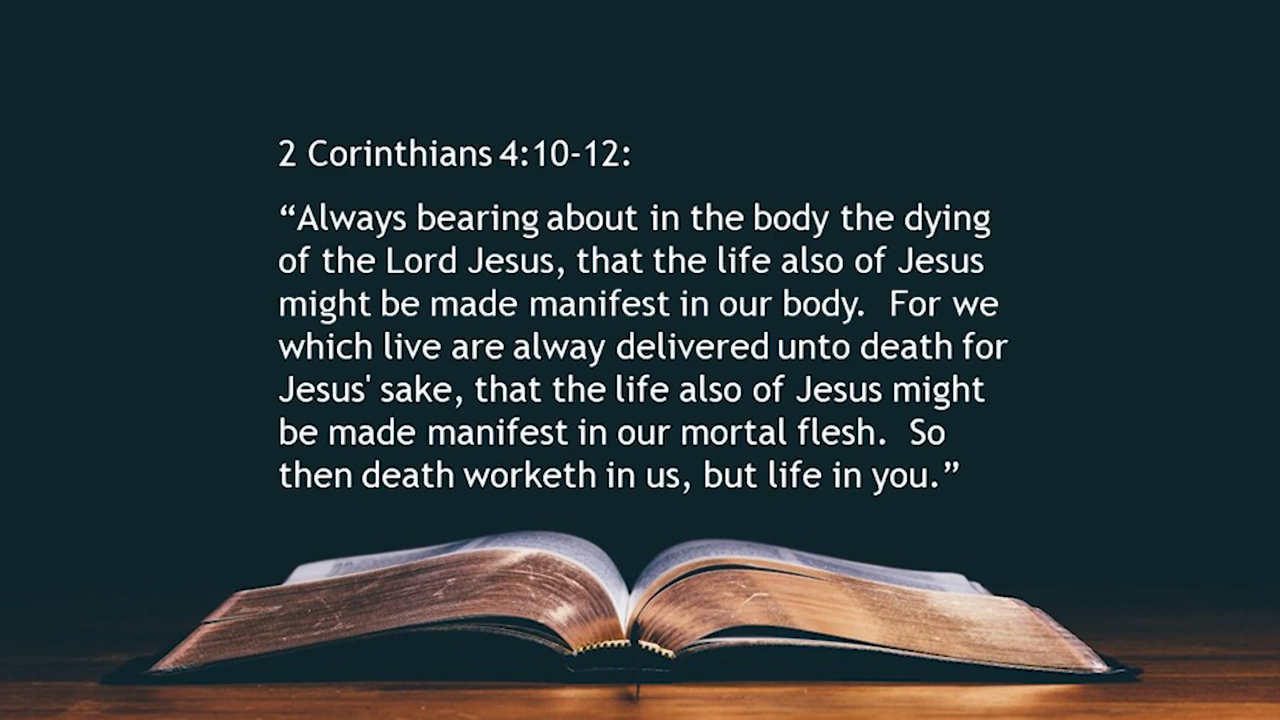 2 Corinthians 4:10-12:
“Always bearing about in the body the dying
of the Lord Jesus, that the life also of Jesus
might be made manifest in our body.  For we
which live are alway delivered unto death for
Jesus' sake, that the life also of Jesus might
be made manifest in our mortal flesh.  So
then death worketh in us, but life in you.”